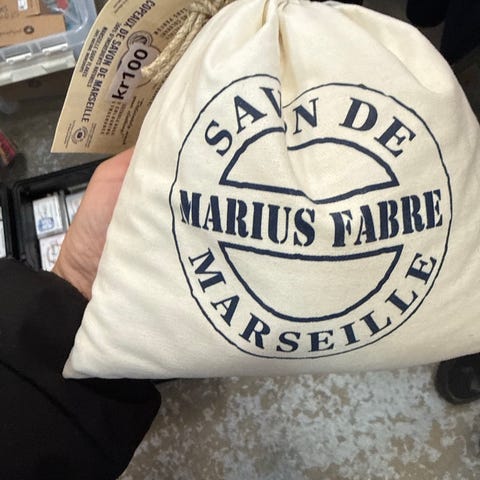 COPEAUX DE SAVON DE MARSEILLE
kr100
SAVON DE
MARIUS FABRE
MARSEILLE